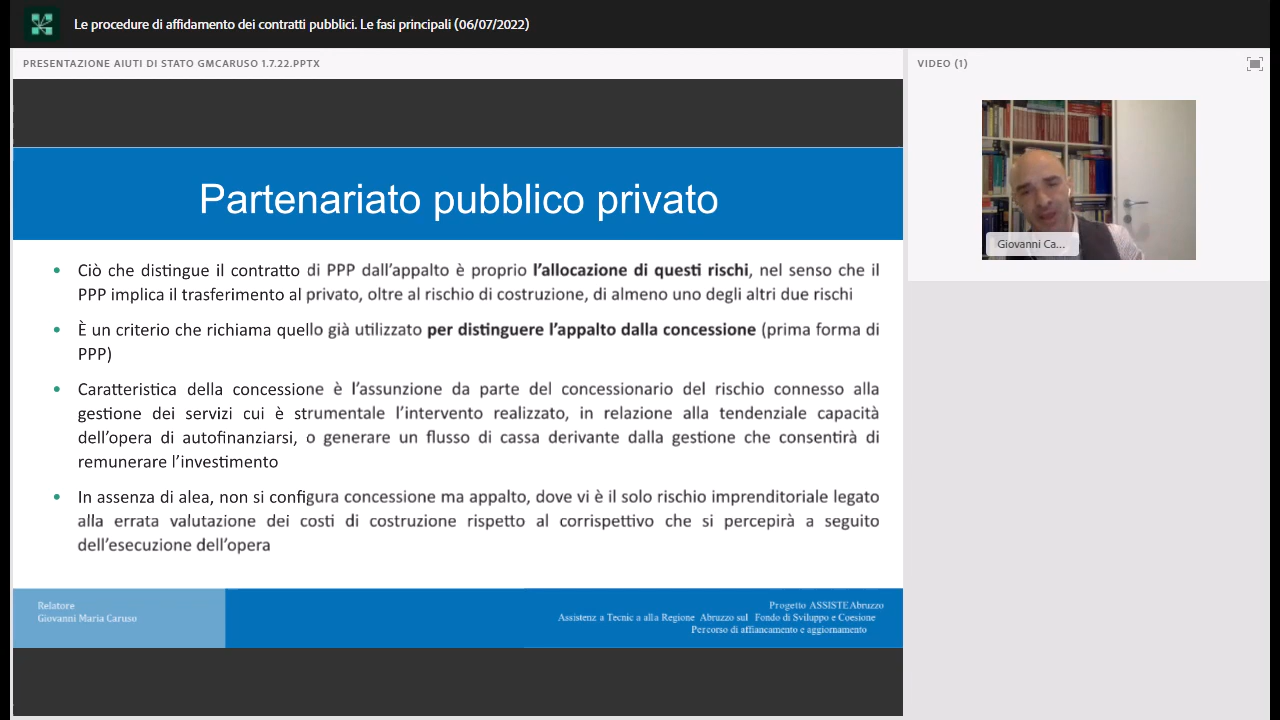 Le procedure di affidamento dei contratti pubblici. Le fasi principali (06/07/2022)
PRESENTAZIONE AIUTI DI STATO GMCARUSO 1.7.22.PPTX
VIDEO (1)
Partenariato pubblico privato
• Ciò che distingue il contratto di PPP dall'appalto è proprio l'allocazione di questi rischi, nel senso che il
PPP implica il trasferimento al privato, oltre al rischio di costruzione, di almeno uno degli altri due rischi
• È un criterio che richiama quello già utilizzato per distinguere l'appalto dalla concessione (prima forma di
PPP)
• Caratteristica della concessione è l'assunzione da parte del concessionario del rischio connesso alla
gestione dei servizi cui è strumentale l'intervento realizzato, in relazione alla tendenziale capacità
dell'opera di autofinanziarsi, o generare un flusso di cassa derivante dalla gestione che consentirà di
remunerare l'investimento
• In assenza di alea, non si configura concessione ma appalto, dove vi è il solo rischio imprenditoriale legato
alla errata valutazione dei costi di costruzione rispetto al corrispettivo che si percepirà a seguito
dell'esecuzione dell'opera
Relatore
Giovanni Maria Caruso
Progetto ASSISTE Abruzzo
Assistenz a Tecnic a alla Regione Abruzzo sul Fondo di Sviluppo e Coesione
Percorso di affiancamento e aggiornamento
Giovanni Ca...